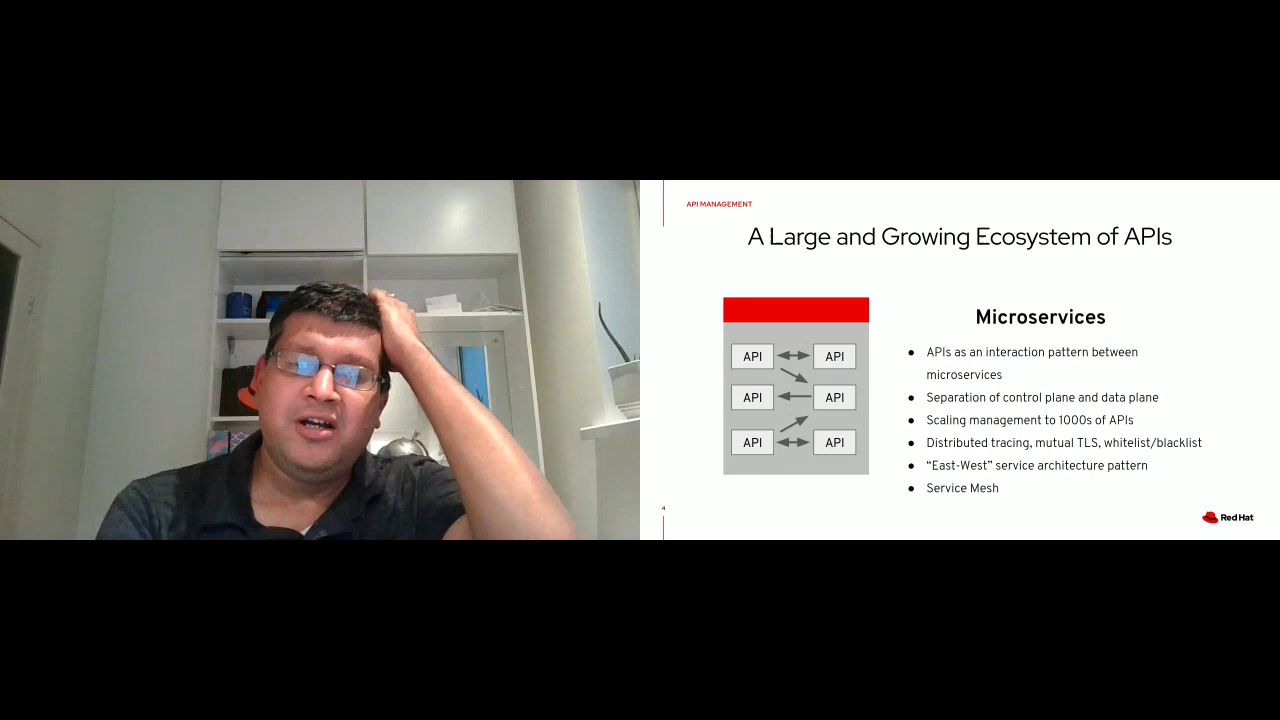 API MANAGEMENT
A Large and Growing Ecosystem of APIs
Microservices
API API
API API
API API
● APIs as an interaction pattern between
microservices
● Separation of control plane and data plane
● Scaling management to 1000s of APIs
● Distributed tracing, mutual TLS, whitelist/blacklist
● “East-West” service architecture pattern
● Service Mesh
4
Red Hat